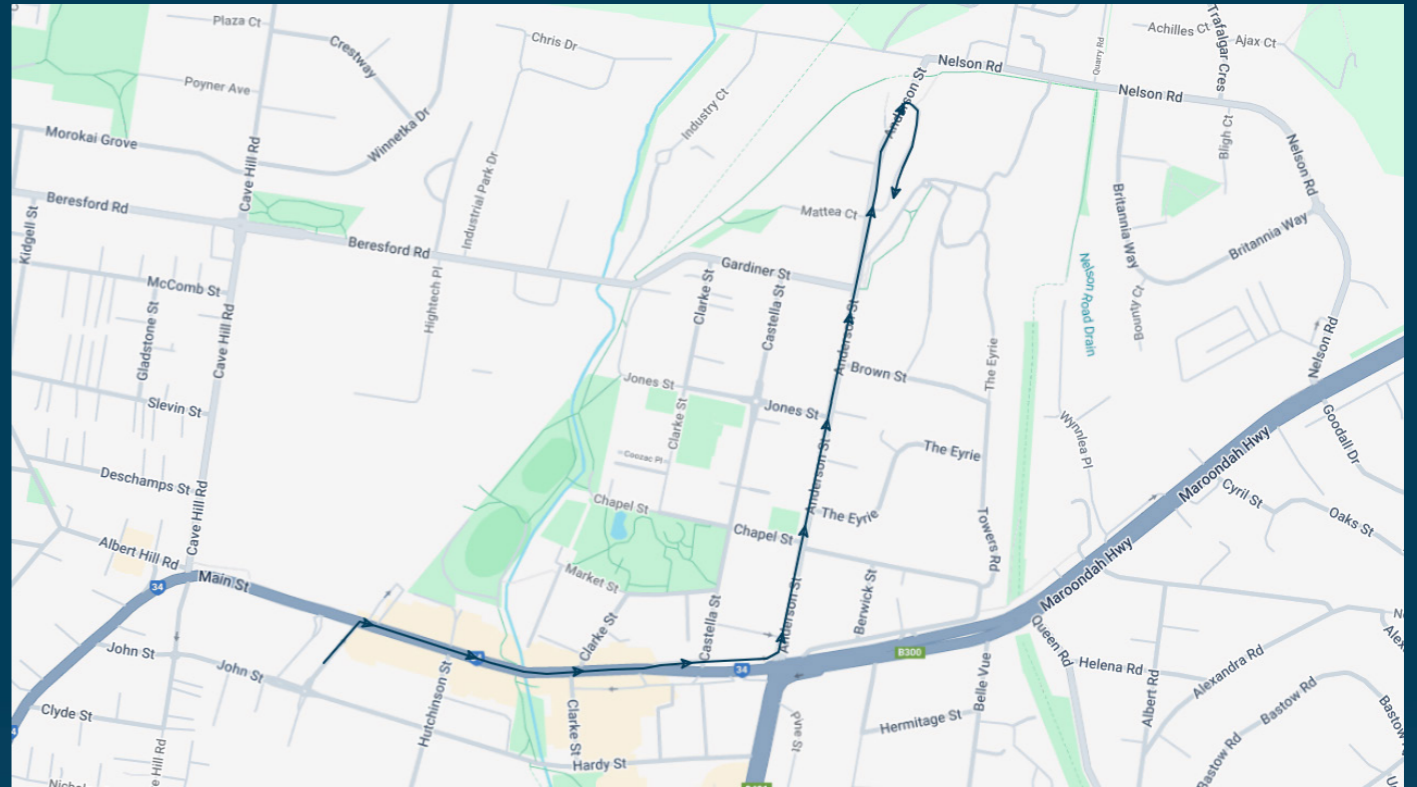 Plaza Ct
Crestway
Chris Dr
Nelson Rd
Quarry Rd
Achilles Ct
Trafalgar Cres
Ajax Ct
Poyner Ave
Industry Ct
Anderson St
Nelson Rd
Morokai Grove
Winnetka Dr
Cave Hill Rd
Bligh Ct
Nelson Rd
Industrial Park Dr
Beresford Rd
Kidgell St
Mattea Ct
Britannia Way
Britannia Way
Beresford Rd
Gardiner St
McComb St
Hightech Pl
Clarke St
Castella St
Nelson Road Drain
Bounty Ct
Gladstone St
Cave Hill Rd
Anderson St
Nelson Rd
The Eyrie
Brown St
Jones St
Slevin St
Jones St
Clarke St
Goodall Dr
Wynnlea Pl
Anderson St
The Eyrie
Maroondah Hwy
Coozac Pl
Deschamps St
Cyril St
Chapel St
The Eyrie
Oaks St
Cave Hill Rd
Chapel St
Towers Rd
Albert Hill Rd
34
Main St
Market St
Anderson St
Berwick St
Maroondah Hwy
Castella St
Clarke St
Queen Rd
John St
John St
34
34
B300
Helena Rd
Alexandra Rd
Belle Vue
Albert Rd
Hutchinson St
Clyde St
Clarke St
Pine St
Hermitage St
Bastow Rd
Hardy St
Bastow Rd